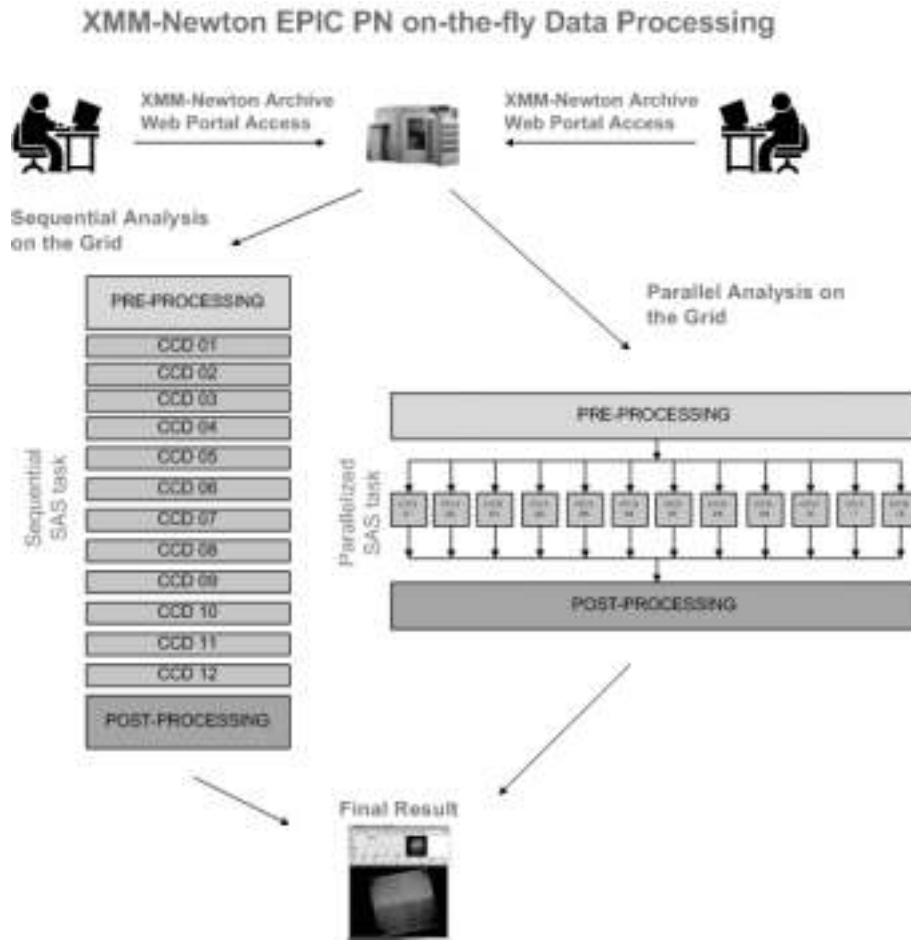 XMM-Newton EPIC PN on-the-fly Data Processing
XMM-Newton Archive
Web Portal Access
XMM-Newton Archive
Web Portal Access
Sequential Analysis
on the Grid
PRE-PROCESSING
CCD 01
CCD 02
CCD 03
CCD 04
CCD 05
CCD 06
CCD 07
CCD 08
CCD 09
CCD 10
CCD 11
CCD 12
POST-PROCESSING
Sequential
SAS task
Parallel Analysis on
the Grid
PRE-PROCESSING
Parallelized
SAS task
POST-PROCESSING
Final Result